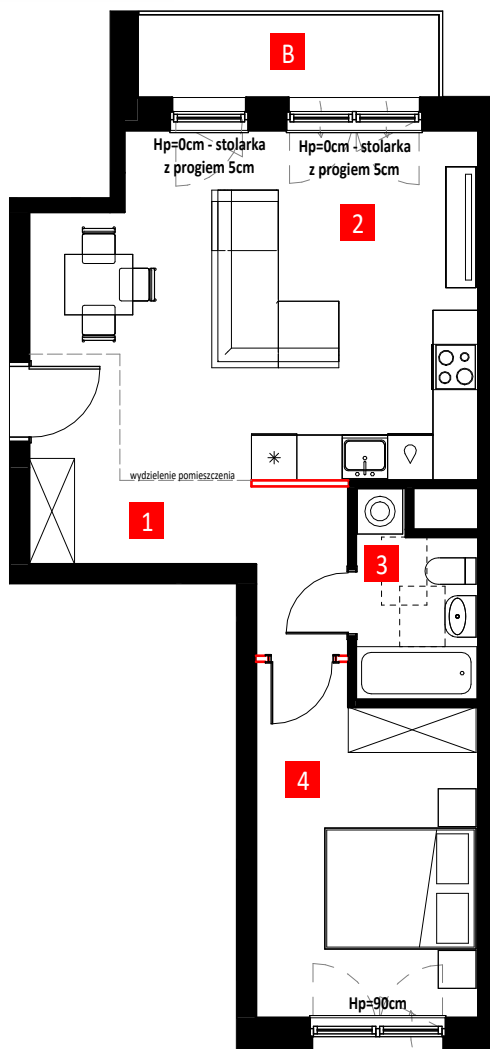 B
Hp=0cm - stolarka
z progiem 5cm
Hp=0cm - stolarka
z progiem 5cm
2
wydzielenie pomieszczenia
1
3
4
Hp=90cm